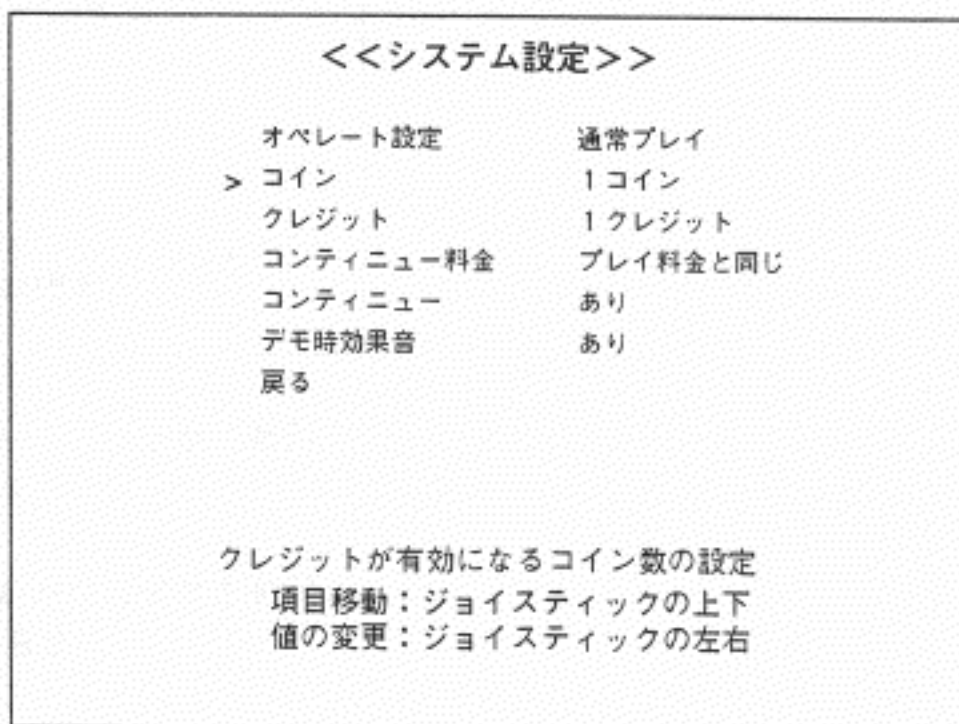 <<システム設定>>
オペレート設定 通常プレイ
> コイン 1コイン
クレジット 1クレジット
コンティニュー料金 プレイ料金と同じ
コンティニュー あり
デモ時効果音 あり
戻る
クレジットが有効になるコイン数の設定
項目移動：ジョイスティックの上下
値の変更：ジョイスティックの左右